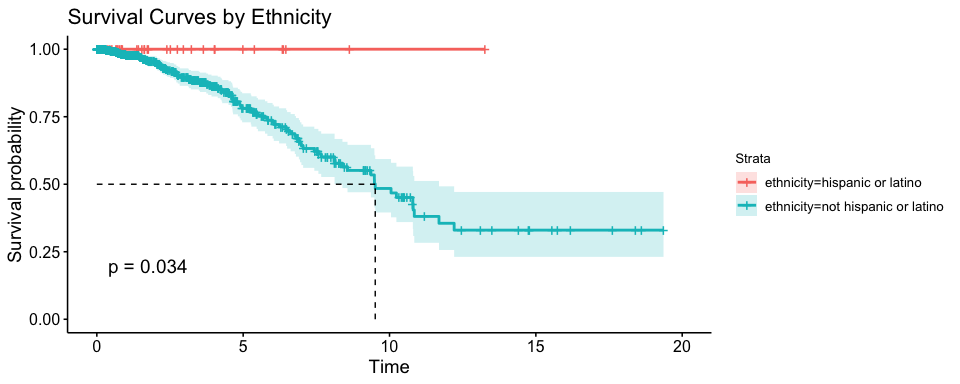 Survival Curves by Ethnicity
Survival probability
1.00
0.75
0.50
0.25
0.00
p = 0.034
0 5 10 15 20
Time
Strata
ethnicity=hispanic or latino
ethnicity=not hispanic or latino